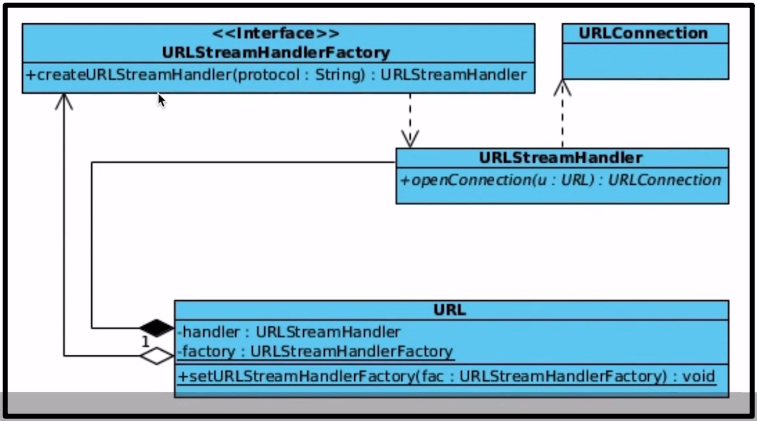 <<Interface>>
URLStreamHandlerFactory
+createURLStreamHandler(protocol : String) : URLStreamHandler
URLConnection
URLStreamHandler
+openConnection(u : URL) : URLConnection
URL
-handler : URLStreamHandler
1
-factory : URLStreamHandlerFactory
+setURLStreamHandlerFactory(fac : URLStreamHandlerFactory) : void